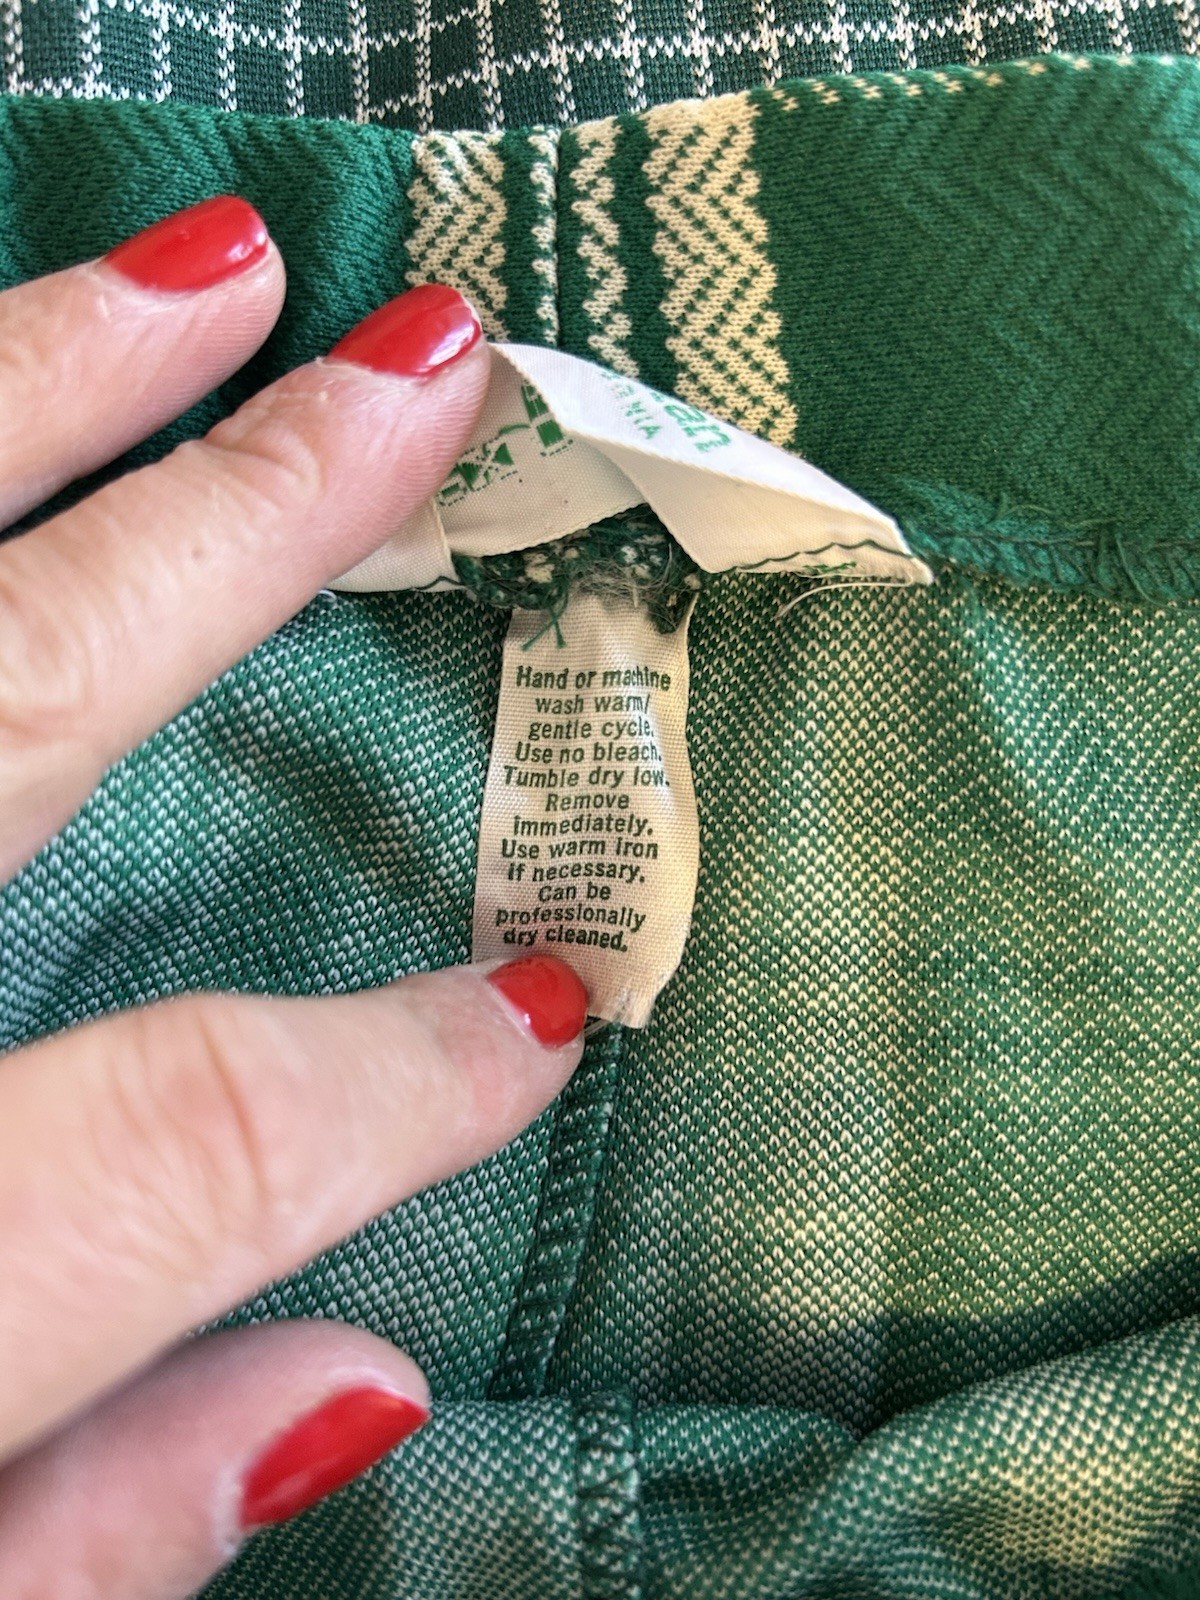 Hand or machine
wash warm/
gentle cycle.
Use no bleach.
Tumble dry low.
Remove
immediately.
Use warm iron
if necessary.
Can be
professionally
dry cleaned.